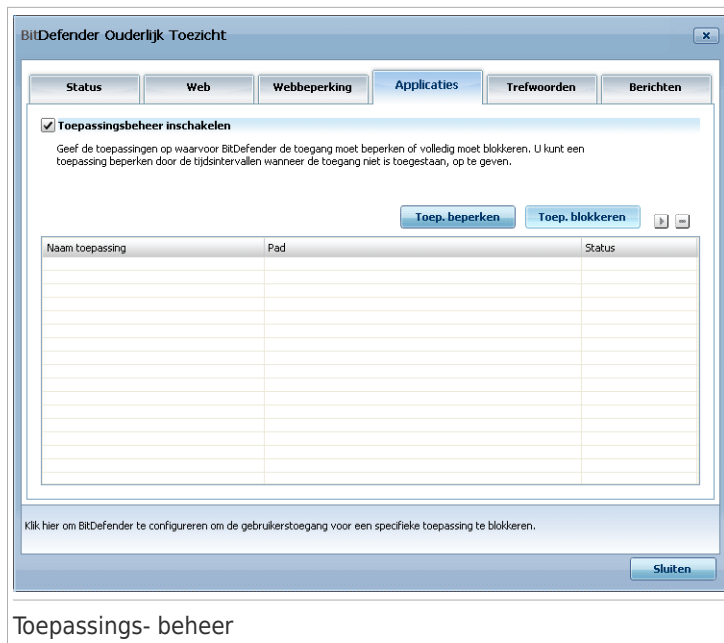 BitDefender Ouderlijk Toezicht
Status
Web
Webbeperking
Applicaties
Trefwoorden
Berichten
Toepassingsbeheer inschakelen
Geef de toepassingen op waarvoor BitDefender de toegang moet beperken of volledig moet blokkeren. U kunt een
toepassing beperken door de tijdsintervallen wanneer de toegang niet is toegestaan, op te geven.
Toep. beperken
Toep. blokkeren
Naam toepassing
Pad
Status
Klik hier om BitDefender te configureren om de gebruikerstoegang voor een specifieke toepassing te blokkeren.
Sluiten
Toepassings- beheer